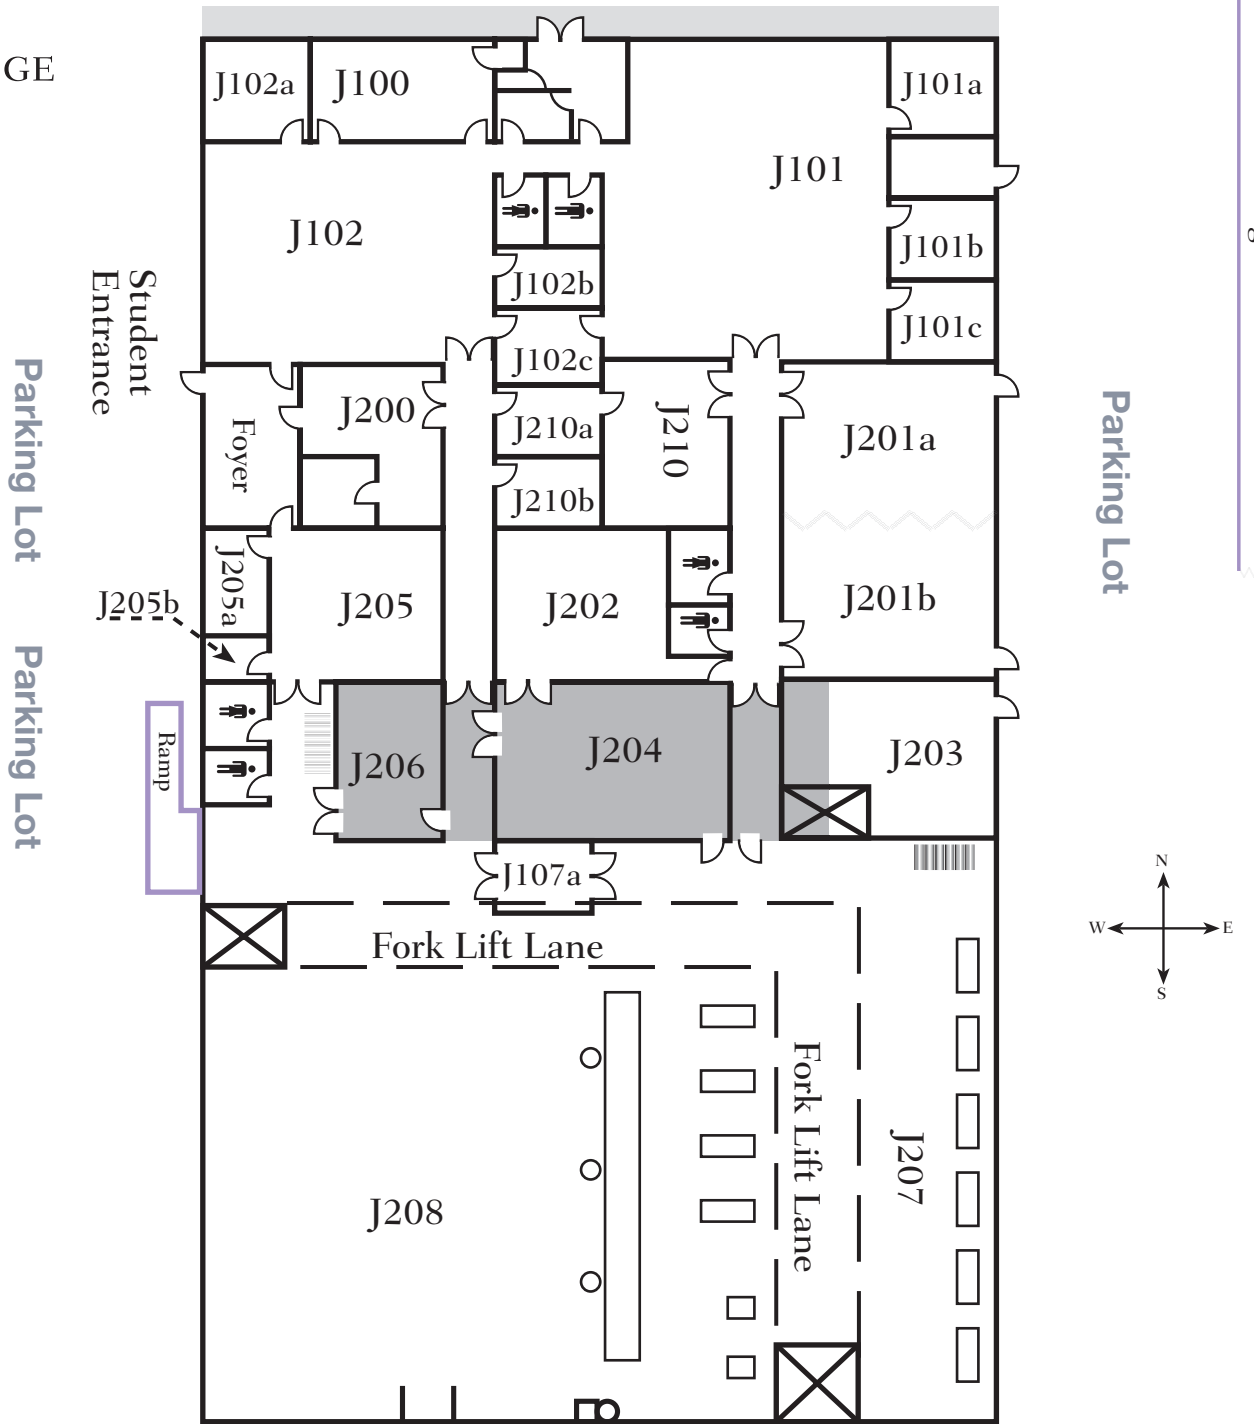 GE
J102a
J100
J101a
J101
J102
J101b
J102b
J101c
J102c
Student
Entrance
Parking Lot
J200
Foyer
J210a
J210
J210b
J201a
Parking Lot
J205a
J205b
J205
J202
J201b
Parking Lot
Ramp
J206
J204
J203
J107a
Fork Lift Lane
N
W
E
S
Fork Lift Lane
J207
J208